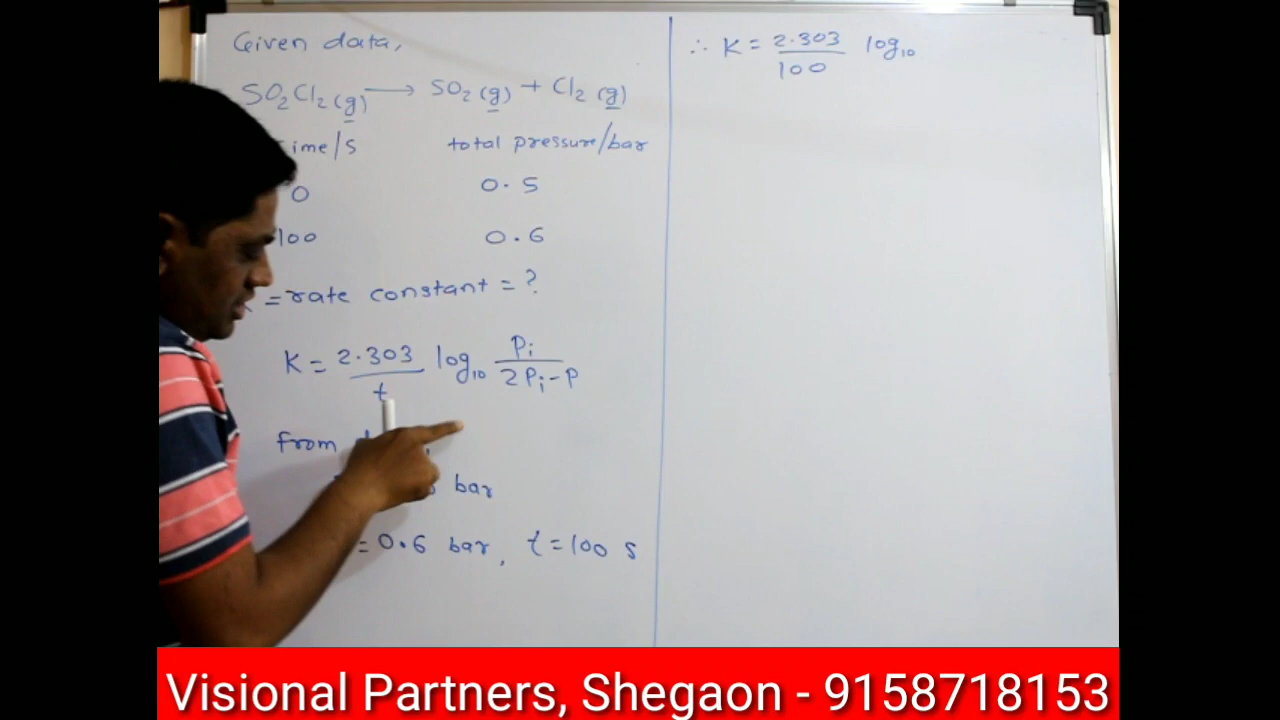 Given data,
SO₂Cl₂(g) → SO₂(g) + Cl₂(g)
ime/s total pressure/bar
0 0.5
100 0.6
= rate constant = ?
K = 2.303/t log₁₀ Pi/2Pi-P
from
bar
= 0.6 bar, t = 100 s
∴ K = 2.303/100 log₁₀
Visional Partners, Shegaon - 9158718153